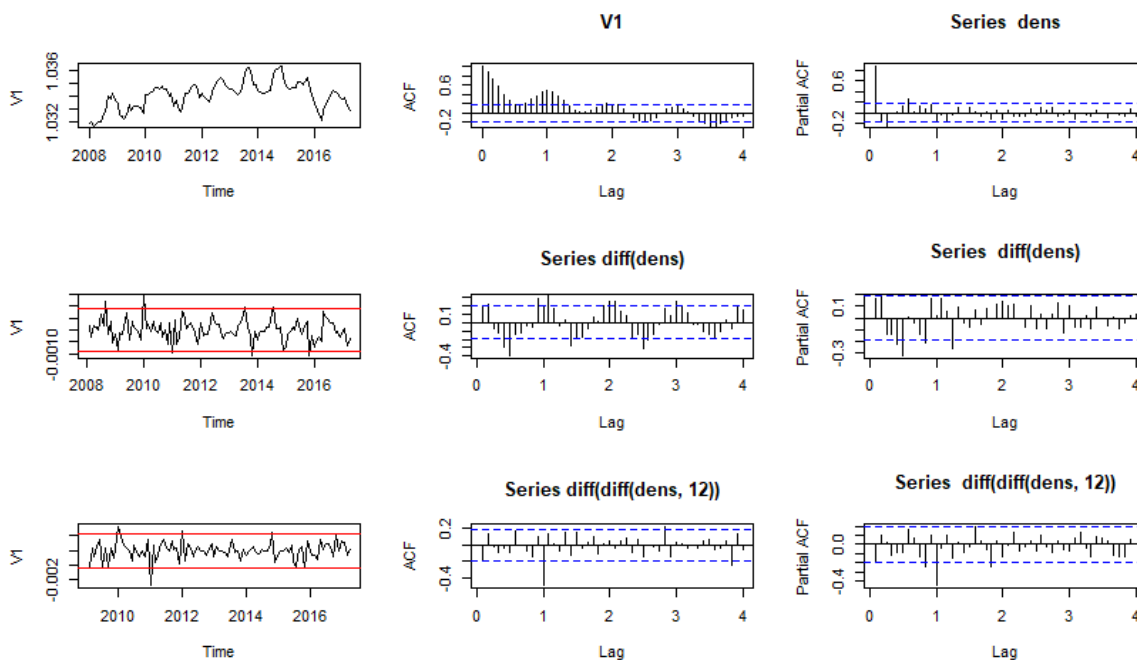 V1
Series dens
V1
1.032 1.036
2008 2010 2012 2014 2016
Time
ACF
-0.2 0.6
0 1 2 3 4
Lag
Partial ACF
-0.2 0.6
0 1 2 3 4
Lag
Series diff(dens)
Series diff(dens)
V1
-0.0010
2008 2010 2012 2014 2016
Time
ACF
-0.4 0.1
0 1 2 3 4
Lag
Partial ACF
-0.3 0.1
0 1 2 3 4
Lag
Series diff(diff(dens, 12))
Series diff(diff(dens, 12))
V1
-0.002
2010 2012 2014 2016
Time
ACF
-0.4 0.2
0 1 2 3 4
Lag
Partial ACF
-0.4 0.0
0 1 2 3 4
Lag